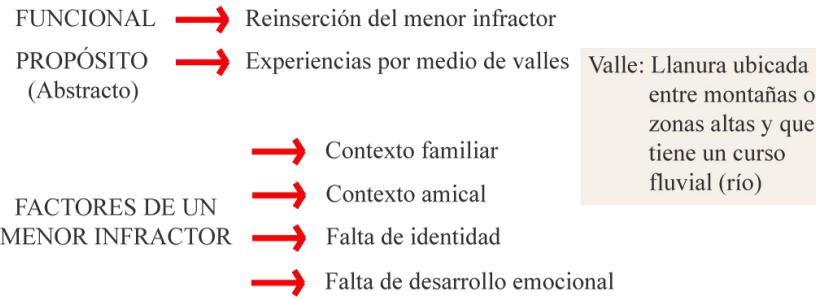 FUNCIONAL Reinserción del menor infractor
PROPÓSITO Experiencias por medio de valles
(Abstracto)
Valle: Llanura ubicada
entre montañas o
zonas altas y que
tiene un curso
fluvial (río)
FACTORES DE UN
MENOR INFRACTOR
Contexto familiar
Contexto amical
Falta de identidad
Falta de desarrollo emocional